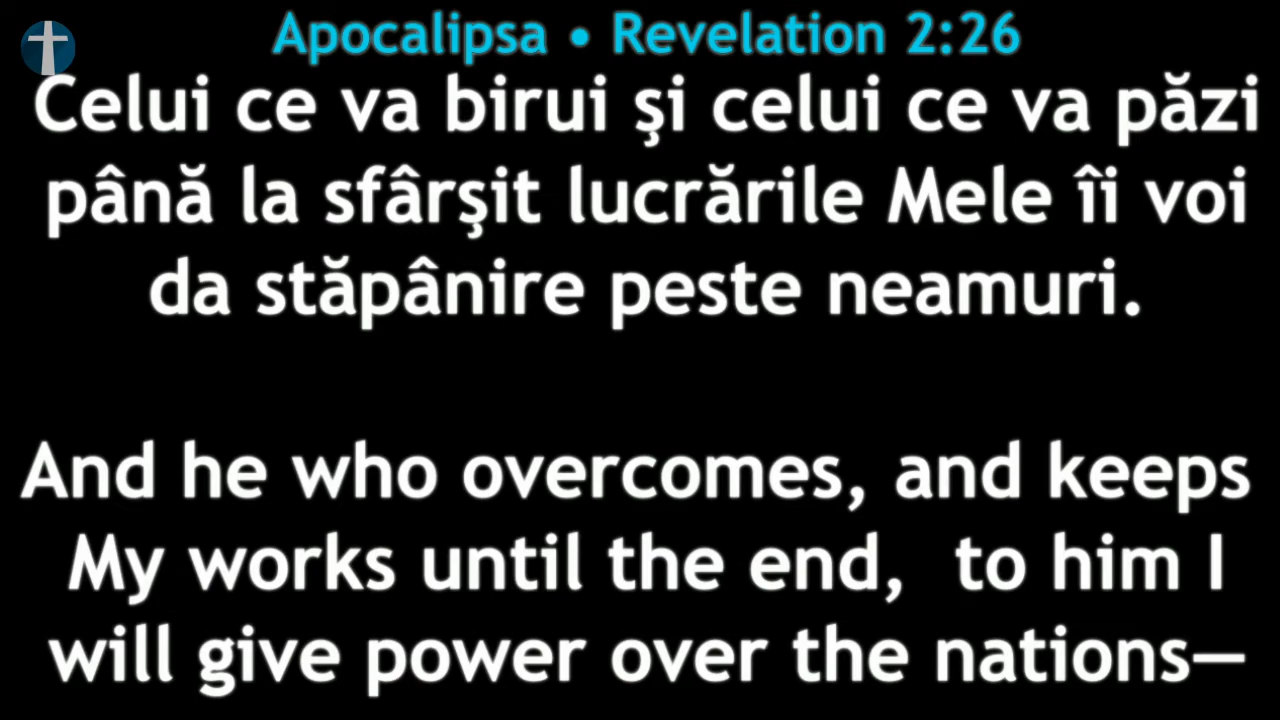 Apocalipsa • Revelation 2:26
Celui ce va birui şi celui ce va păzi
până la sfârşit lucrările Mele îi voi
da stăpânire peste neamuri.
And he who overcomes, and keeps
My works until the end,  to him I
will give power over the nations—